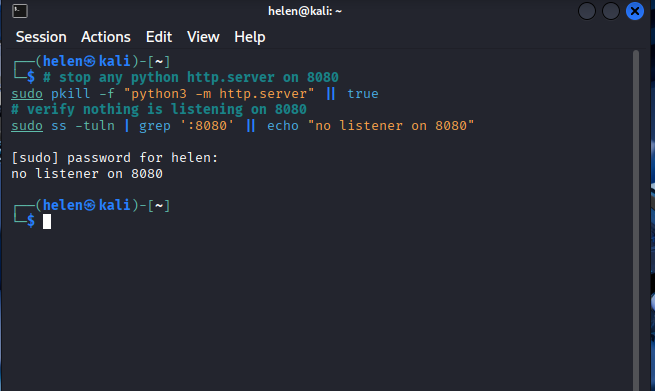 helen@kali: ~
Session Actions Edit View Help
┌──(helen㉿kali)-[~]
└─$ # stop any python http.server on 8080
sudo pkill -f "python3 -m http.server" || true
# verify nothing is listening on 8080
sudo ss -tuln | grep ':8080' || echo "no listener on 8080"
[sudo] password for helen:
no listener on 8080
┌──(helen㉿kali)-[~]
└─$